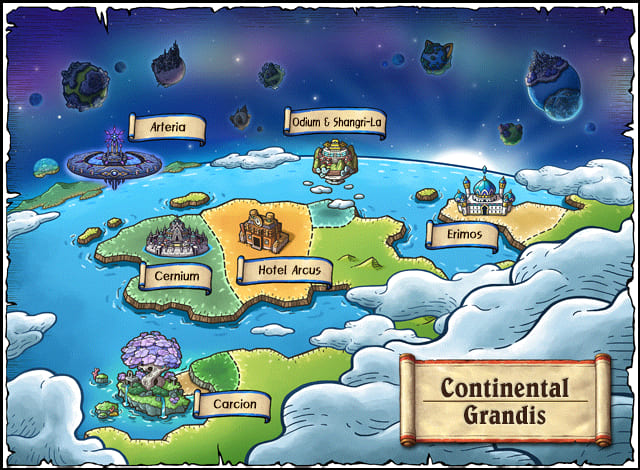 Arteria
Odium & Shangri-La
Erimos
Cernium
Hotel Arcus
Carcion
Continental
Grandis